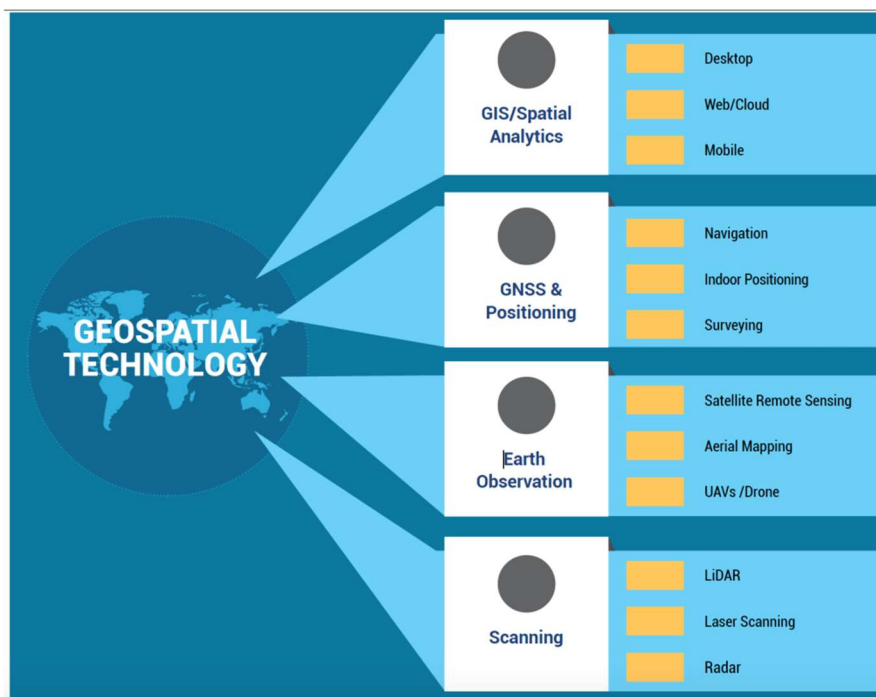 GEOSPATIAL
TECHNOLOGY
GIS/Spatial
Analytics
Desktop
Web/Cloud
Mobile
GNSS &
Positioning
Navigation
Indoor Positioning
Surveying
Earth
Observation
Satellite Remote Sensing
Aerial Mapping
UAVs /Drone
Scanning
LiDAR
Laser Scanning
Radar